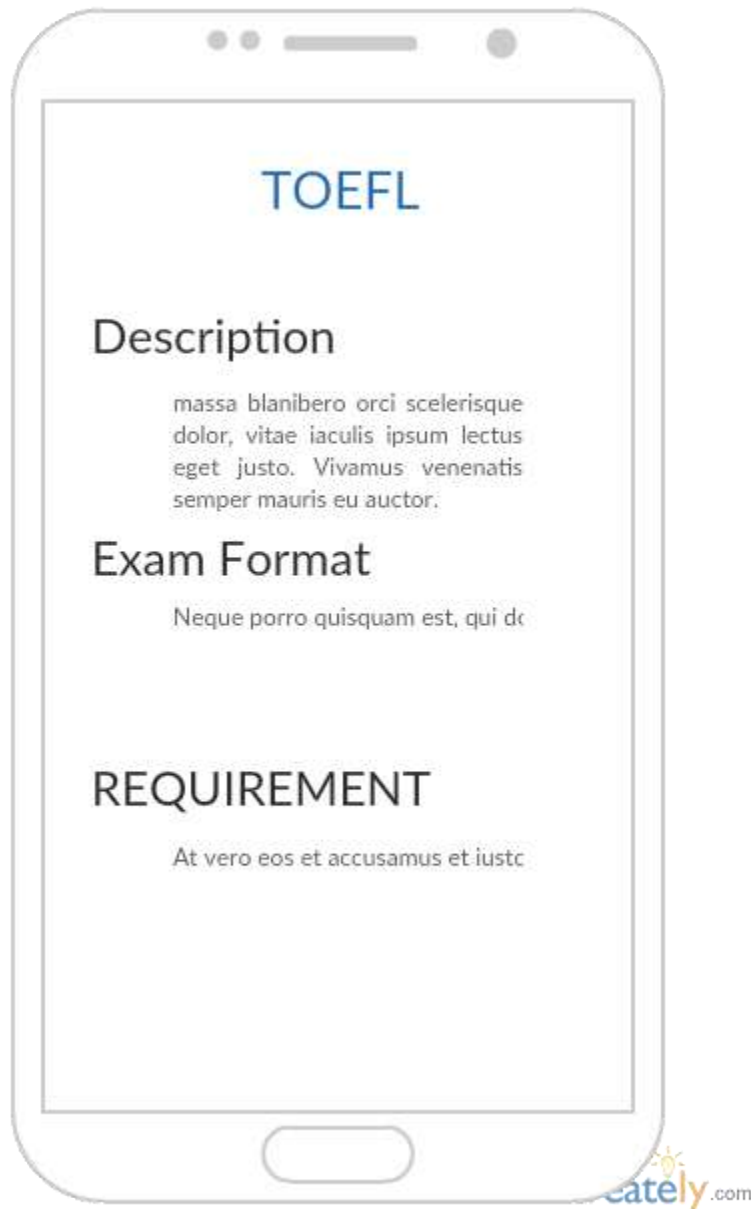 TOEFL
Description
massa blanibero orci scelerisque
dolor, vitae iaculis ipsum lectus
eget justo. Vivamus venenatis
semper mauris eu auctor.
Exam Format
Neque porro quisquam est, qui
REQUIREMENT
At vero eos et accusamus et
eately.com